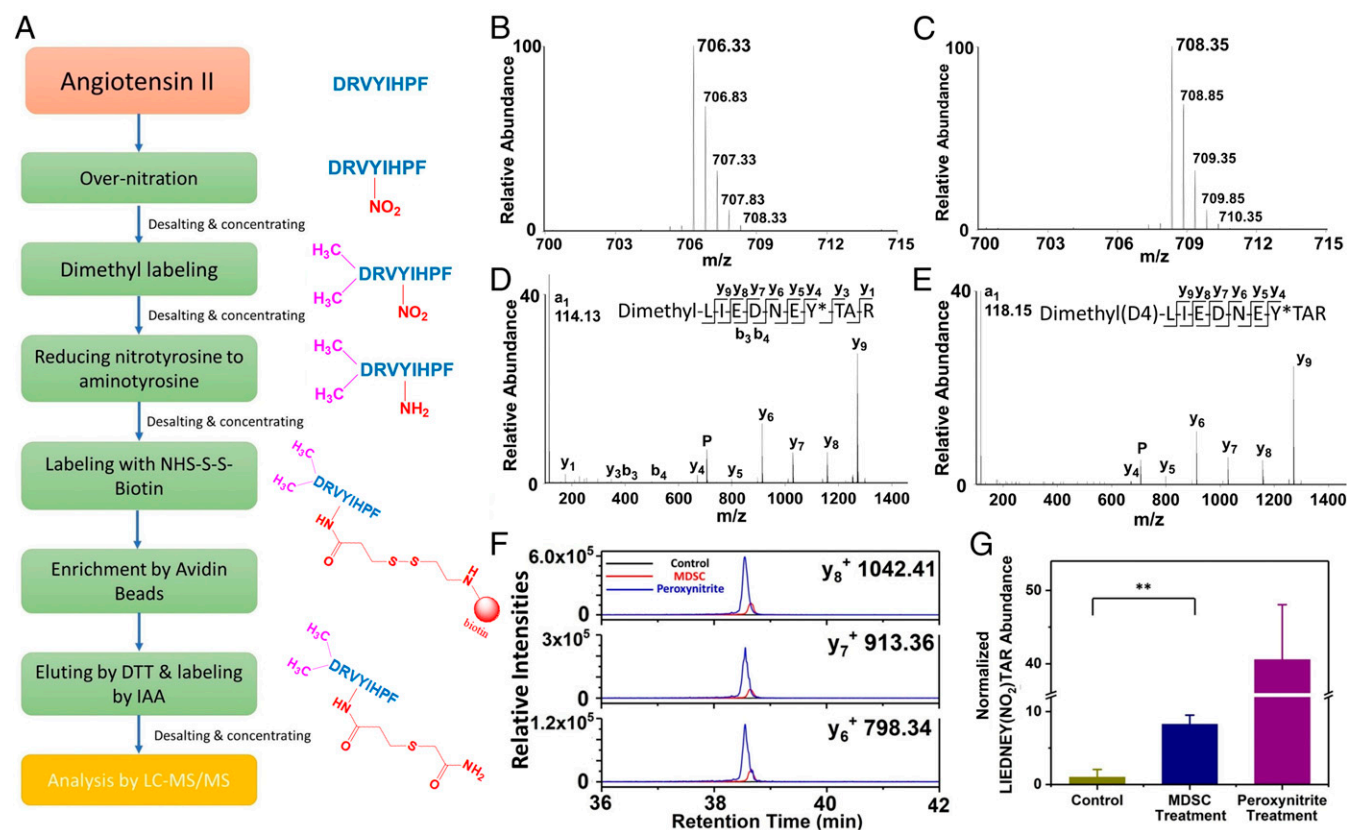 A
Angiotensin II
DRVYIHPF
Over-nitration
DRVYIHPF
NO2
Desalting & concentrating
Dimethyl labeling
H3C
H3C
DRVYIHPF
NO2
Desalting & concentrating
Reducing nitrotyrosine to
aminotyrosine
H3C
H3C
DRVYIHPF
NH2
Desalting & concentrating
Labeling with NHS-S-S-
Biotin
H3C
H3C
DRVYIHPF
HN
O
S
S
H
N
biotin
Enrichment by Avidin
Beads
Eluting by DTT & labeling
by IAA
H3C
H3C
DRVYIHPF
HN
O
S
O
NH2
Desalting & concentrating
Analysis by LC-MS/MS
B
Relative Abundance
100
0
706.33
706.83
707.33
707.83
708.33
700 703 706 709 712 715
m/z
C
Relative Abundance
100
0
708.35
708.85
709.35
709.85
710.35
700 703 706 709 712 715
m/z
D
Relative Abundance
40
0
a1
114.13
y9 y8 y7 y6 y5 y4 y3 y1
Dimethyl-L-I-E-D-N-E-Y*-TA-R
b3 b4
y1 y3 b3 b4 y4 P y5 y6 y7 y8 y9
200 400 600 800 1000 1200 1400
m/z
E
Relative Abundance
40
0
a1
118.15
y9 y8 y7 y6 y5 y4
Dimethyl(D4)-L-I-E-D-N-E-Y*TAR
y4 P y5 y6 y7 y8 y9
200 400 600 800 1000 1200 1400
m/z
F
Relative Intensities
6.0x10^5
0
Control
MDSC
Peroxynitrite
y8+ 1042.41
3x10^5
0
y7+ 913.36
1.2x10^5
0
y6+ 798.34
36 38 40 42
Retention Time (min)
G
Normalized
LIEDNEY(NO2)TAR Abundance
50
40
10
0
**
Control
MDSC
Treatment
Peroxynitrite
Treatment